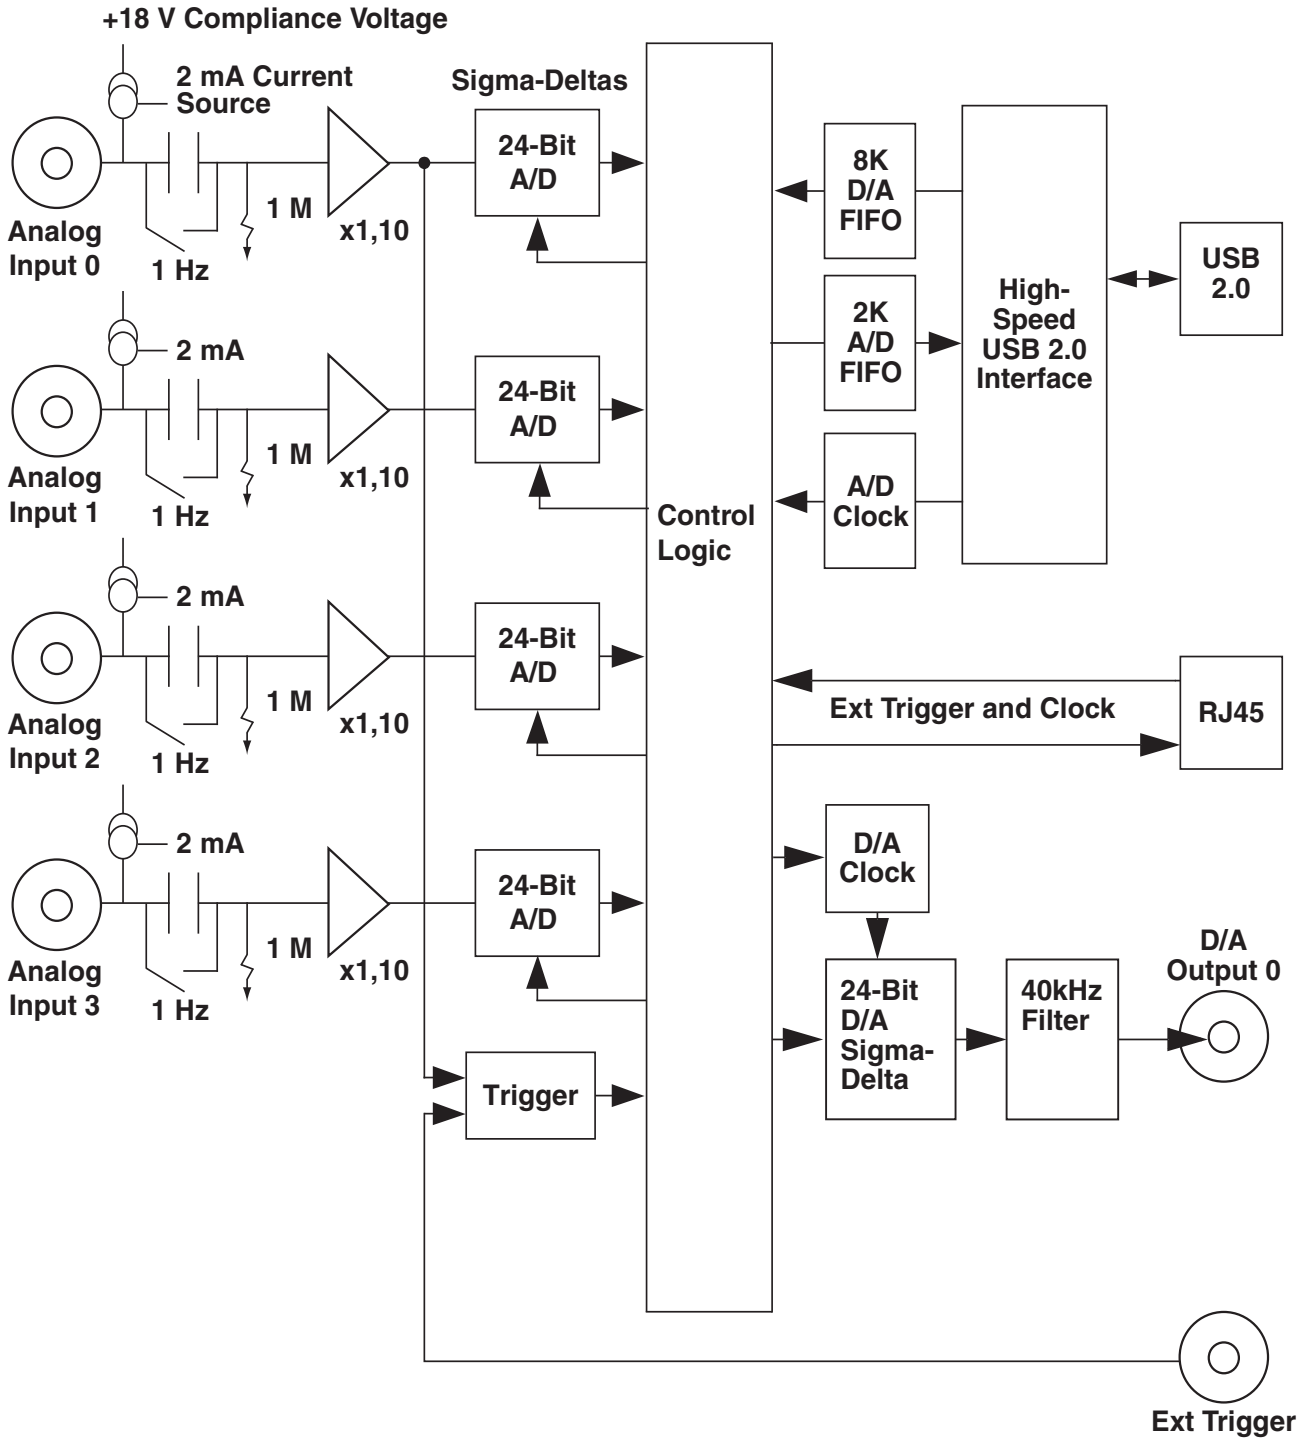 +18 V Compliance Voltage
2 mA Current
Source
Sigma-Deltas
24-Bit
A/D
1 M
x1,10
Analog
Input 0
1 Hz
2 mA
24-Bit
A/D
1 M
x1,10
Analog
Input 1
1 Hz
2 mA
24-Bit
A/D
1 M
x1,10
Analog
Input 2
1 Hz
2 mA
24-Bit
A/D
1 M
x1,10
Analog
Input 3
1 Hz
Trigger
Control
Logic
8K
D/A
FIFO
2K
A/D
FIFO
A/D
Clock
High-
Speed
USB 2.0
Interface
USB
2.0
Ext Trigger and Clock
RJ45
D/A
Clock
24-Bit
D/A
Sigma-
Delta
40kHz
Filter
D/A
Output 0
Ext Trigger